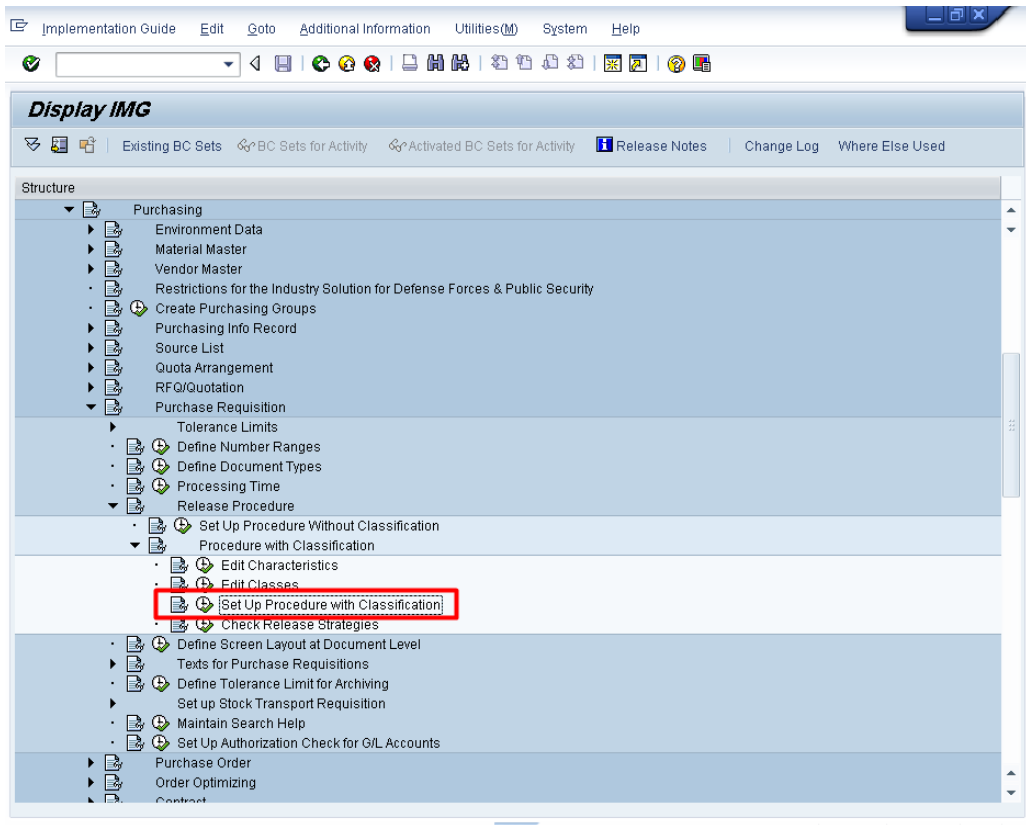 Implementation Guide Edit Goto Additional Information Utilities(M) System Help
Display IMG
Existing BC Sets BC Sets for Activity Activated BC Sets for Activity Release Notes Change Log Where Else Used
Structure
Purchasing
Environment Data
Material Master
Vendor Master
Restrictions for the Industry Solution for Defense Forces & Public Security
Create Purchasing Groups
Purchasing Info Record
Source List
Quota Arrangement
RFQ/Quotation
Purchase Requisition
Tolerance Limits
Define Number Ranges
Define Document Types
Processing Time
Release Procedure
Set Up Procedure Without Classification
Procedure with Classification
Edit Characteristics
Edit Classes
Set Up Procedure with Classification
Check Release Strategies
Define Screen Layout at Document Level
Texts for Purchase Requisitions
Define Tolerance Limit for Archiving
Set up Stock Transport Requisition
Maintain Search Help
Set Up Authorization Check for G/L Accounts
Purchase Order
Order Optimizing
Contract